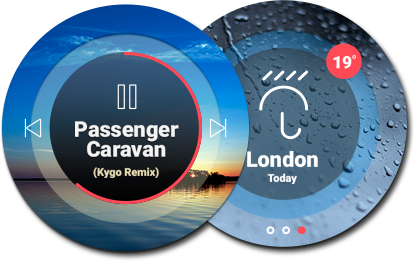 Passenger
Caravan
(Kygo Remix)
19°
London
Today